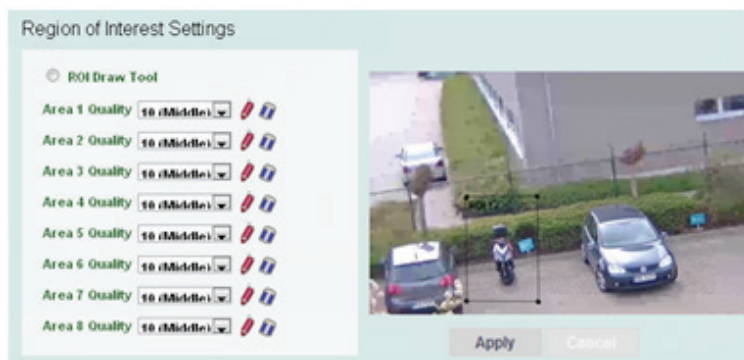 Region of Interest Settings
ROI Draw Tool
Area 1 Quality 10 (Middle)
Area 2 Quality 10 (Middle)
Area 3 Quality 10 (Middle)
Area 4 Quality 10 (Middle)
Area 5 Quality 10 (Middle)
Area 6 Quality 10 (Middle)
Area 7 Quality 10 (Middle)
Area 8 Quality 10 (Middle)
Apply Cancel